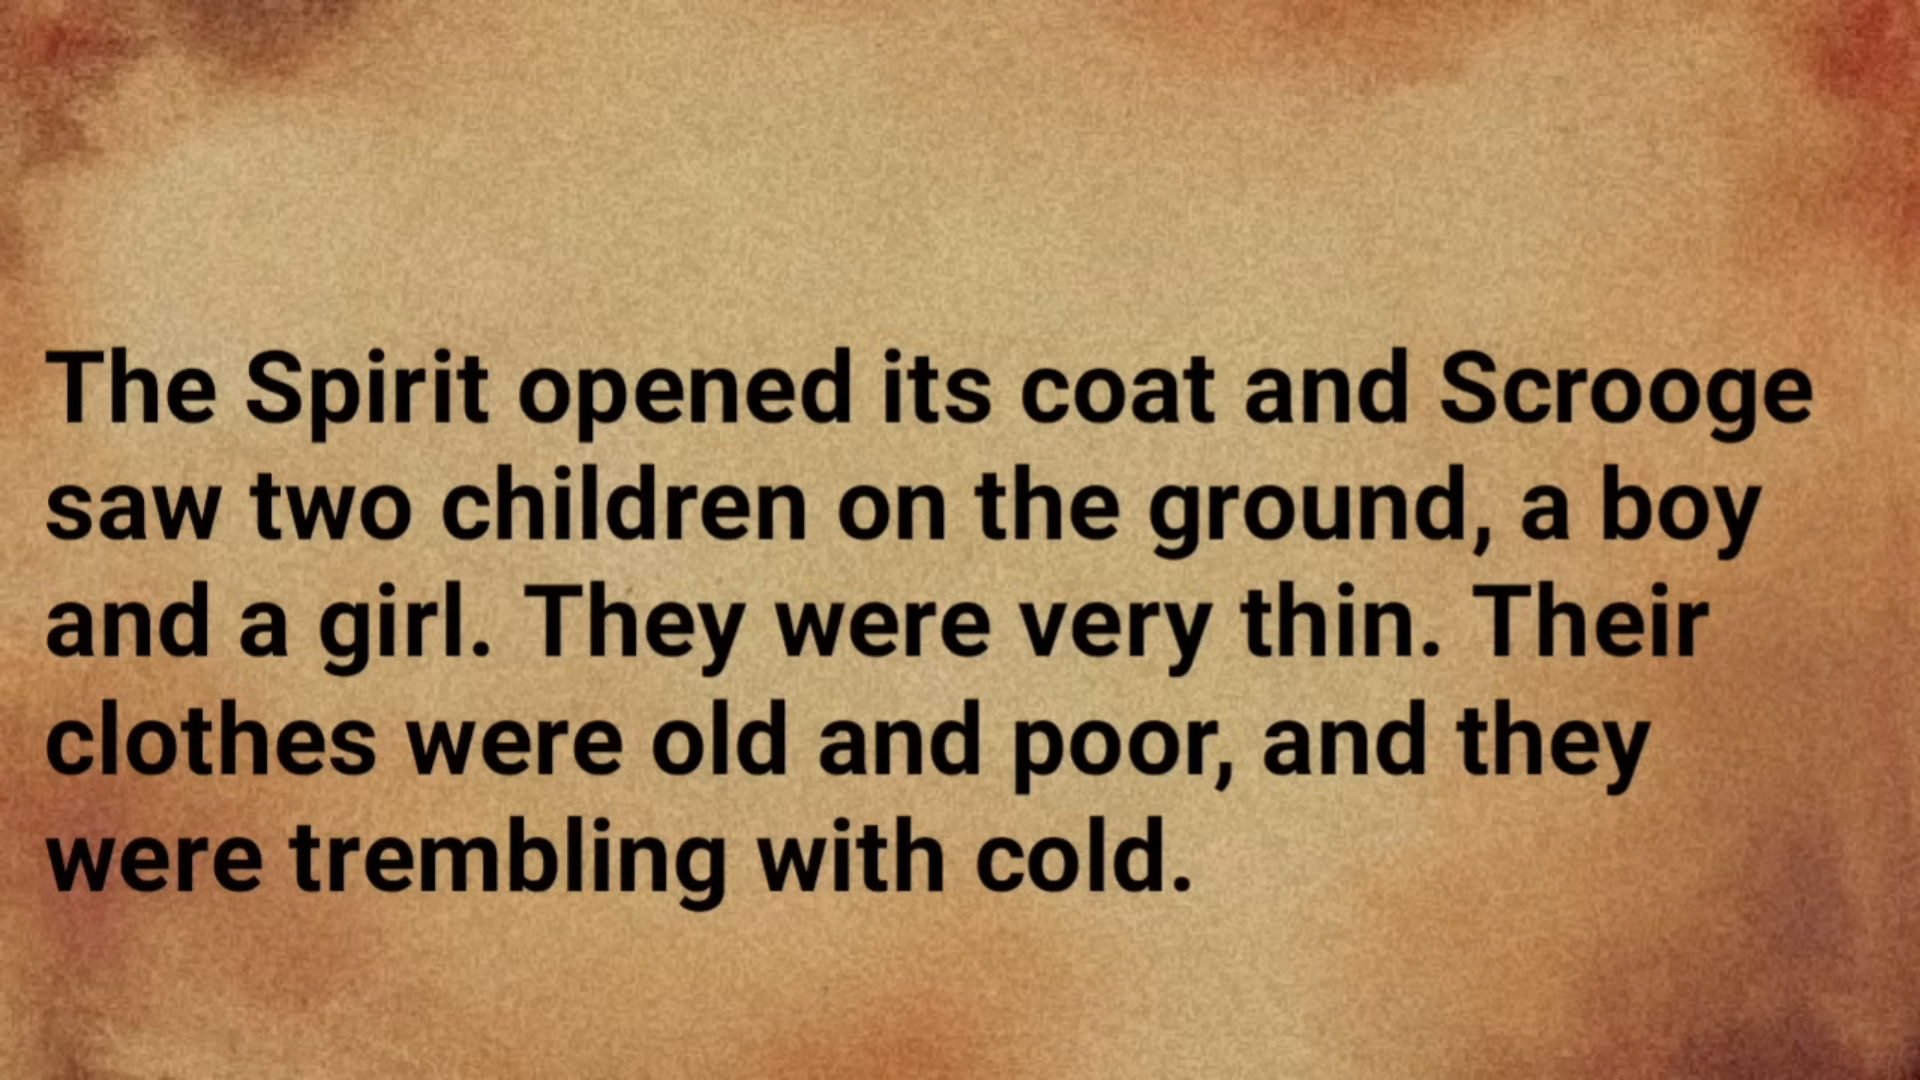 The Spirit opened its coat and Scrooge
saw two children on the ground, a boy
and a girl. They were very thin. Their
clothes were old and poor, and they
were trembling with cold.